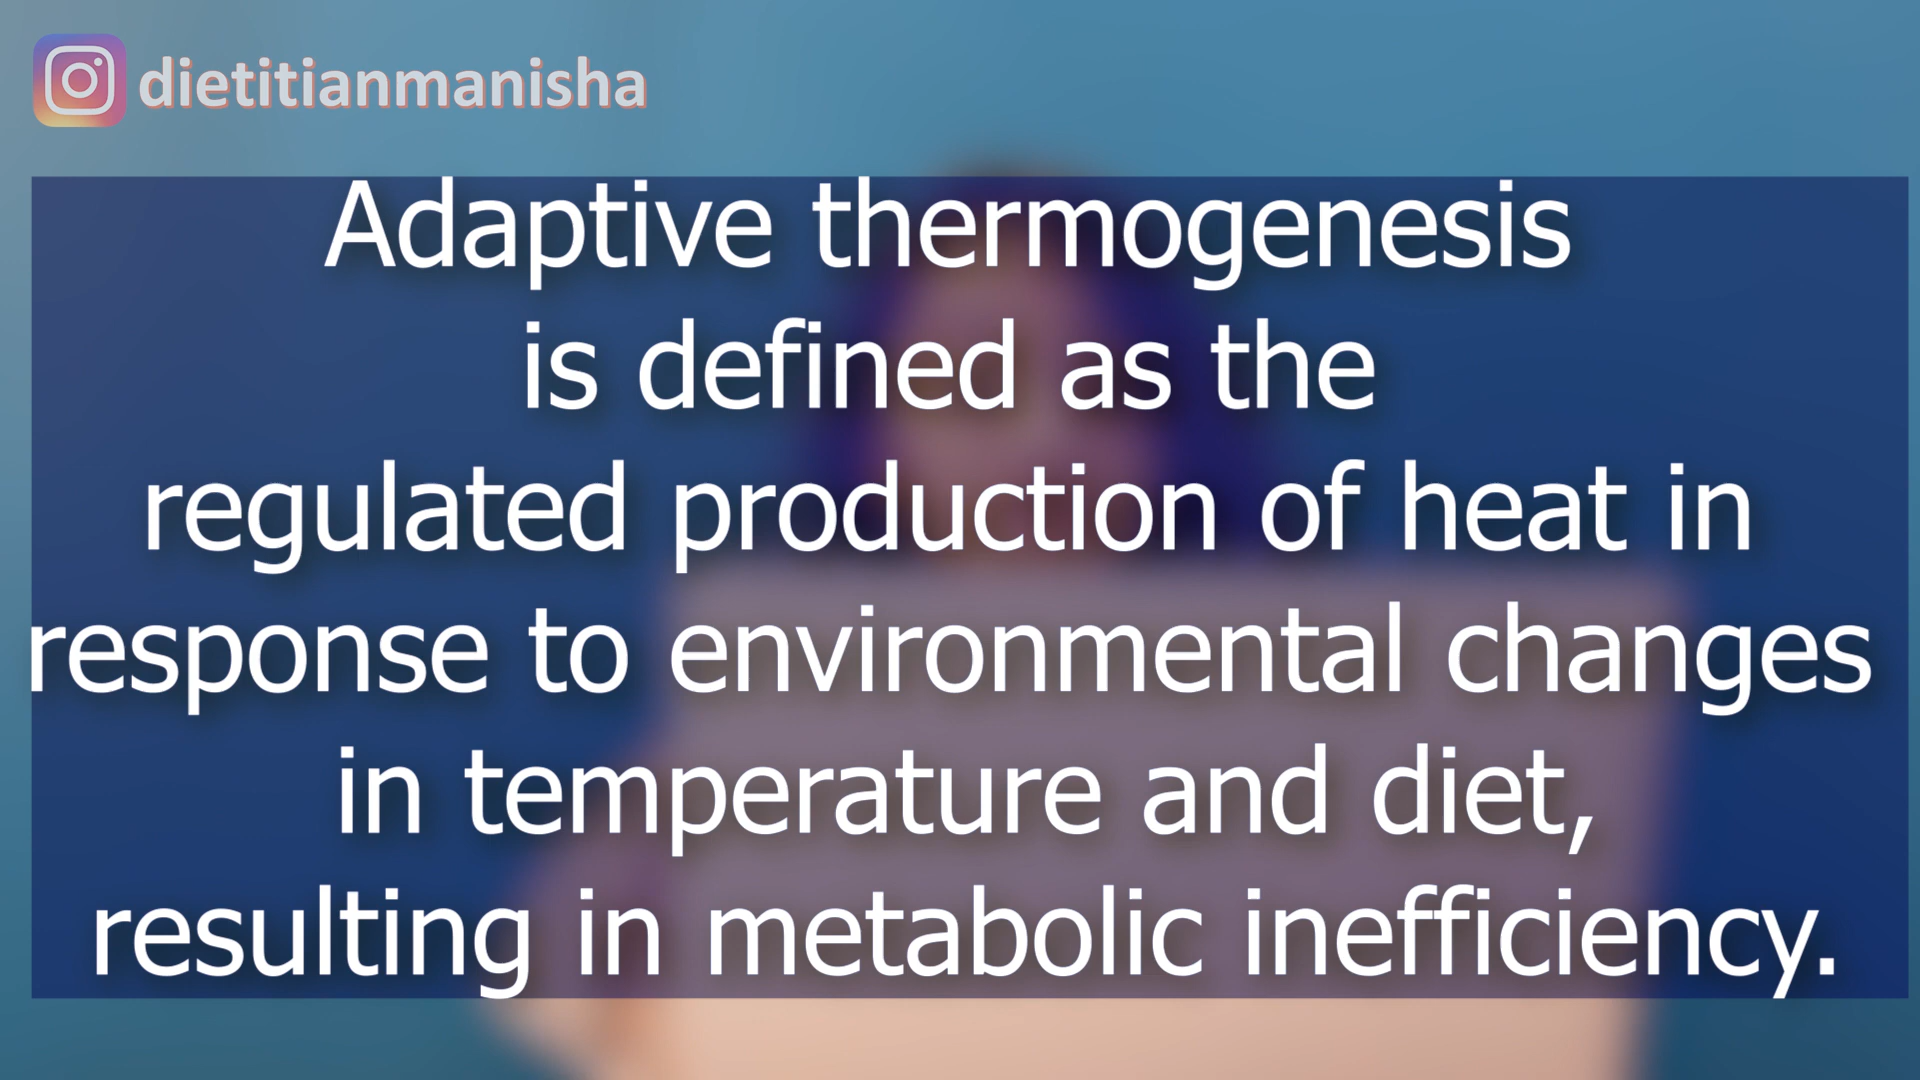 dietitianmanisha
Adaptive thermogenesis
is defined as the
regulated production of heat in
response to environmental changes
in temperature and diet,
resulting in metabolic inefficiency.